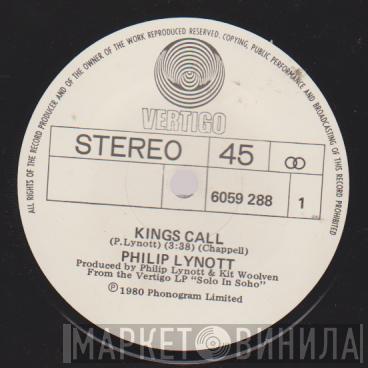 ALL RIGHTS OF THE RECORD PRODUCER AND OF THE OWNER OF THE WORK REPRODUCED RESERVED. COPYING, PUBLIC PERFORMANCE AND BROADCASTING OF THIS RECORD PROHIBITED
VERTIGO
STEREO 45
6059 288 1
KINGS CALL
(P.Lynott) (3:38) (Chappell)
PHILIP LYNOTT
Produced by Philip Lynott & Kit Woolven
From the Vertigo LP "Solo In Soho"
Ⓟ 1980 Phonogram Limited
МАРКЕТ ВИНИЛА